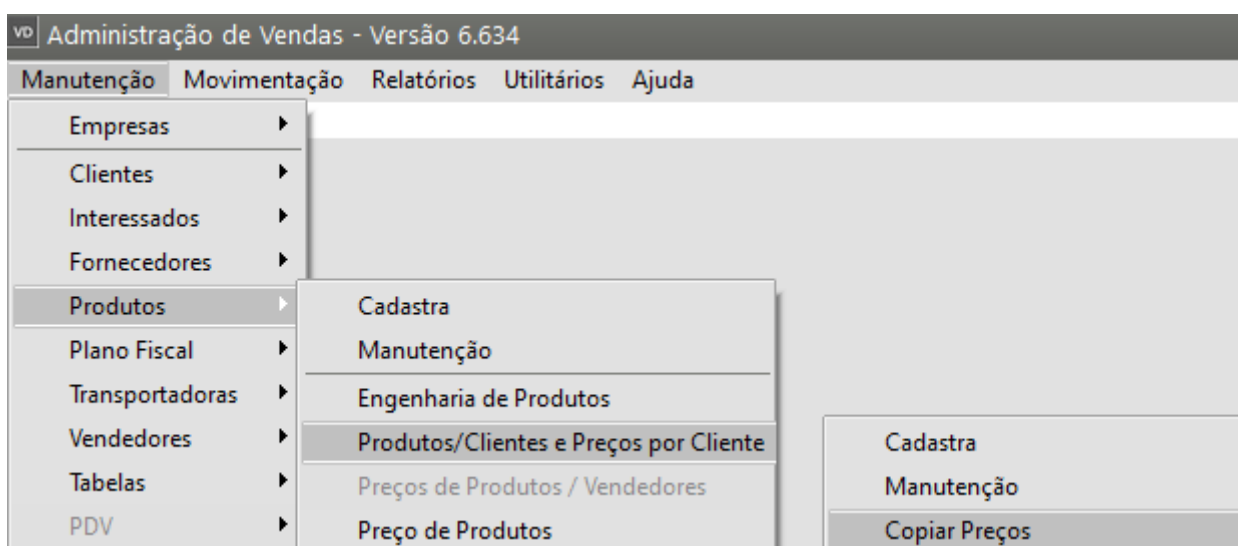 VD Administração de Vendas - Versão 6.634
Manutenção Movimentação Relatórios Utilitários Ajuda
Empresas
Clientes
Interessados
Fornecedores
Produtos
Plano Fiscal
Transportadoras
Vendedores
Tabelas
PDV
Cadastra
Manutenção
Engenharia de Produtos
Produtos/Clientes e Preços por Cliente
Preços de Produtos / Vendedores
Preço de Produtos
Cadastra
Manutenção
Copiar Preços